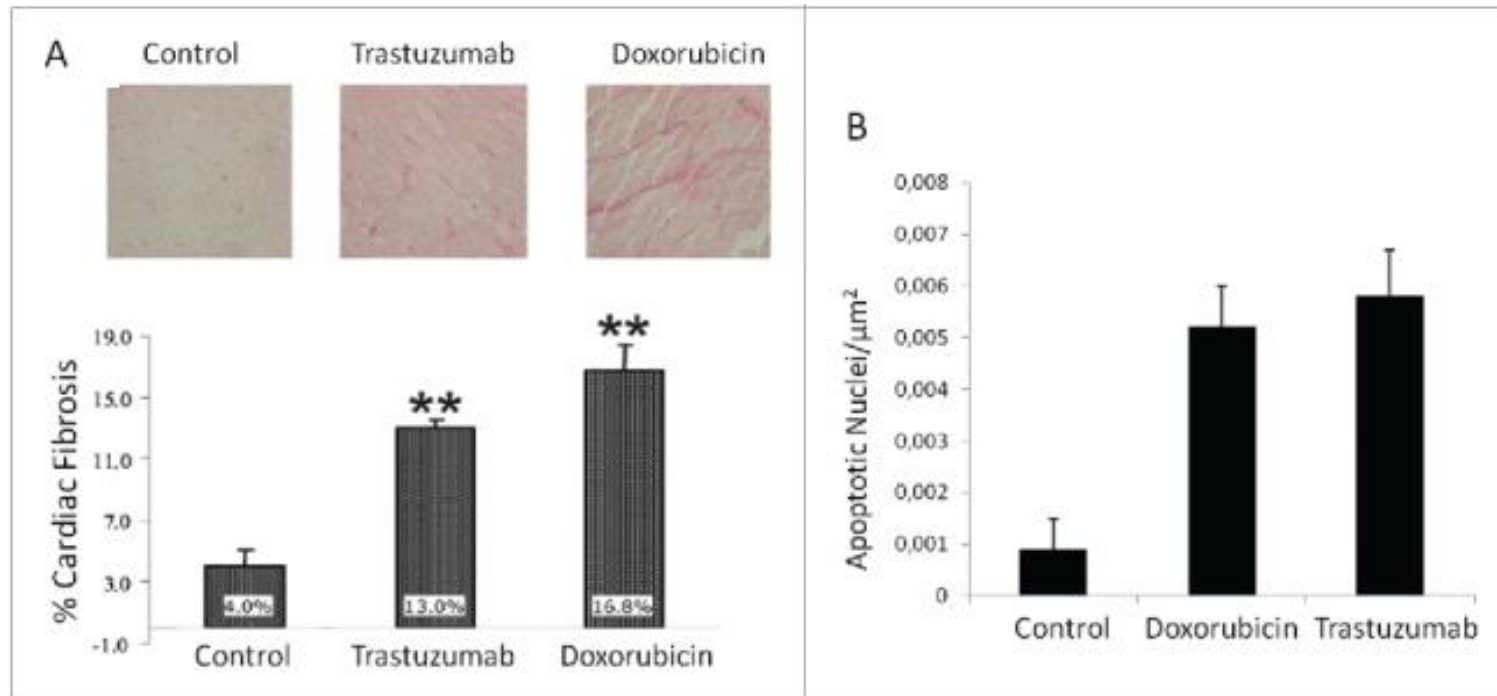 A
Control Trastuzumab Doxorubicin
% Cardiac Fibrosis
19.0
15.0
11.0
7.0
3.0
-1.0
**
**
4.0%
13.0%
16.8%
Control Trastuzumab Doxorubicin
B
Apoptotic Nuclei/µm²
0,008
0,007
0,006
0,005
0,004
0,003
0,002
0,001
0
Control Doxorubicin Trastuzumab